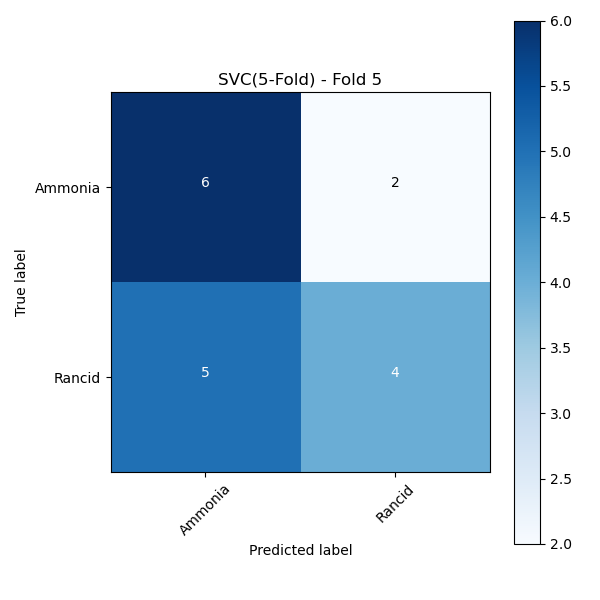 SVC(5-Fold) - Fold 5
True label
Ammonia
Rancid
6
2
5
4
Ammonia
Rancid
Predicted label
6.0
5.5
5.0
4.5
4.0
3.5
3.0
2.5
2.0